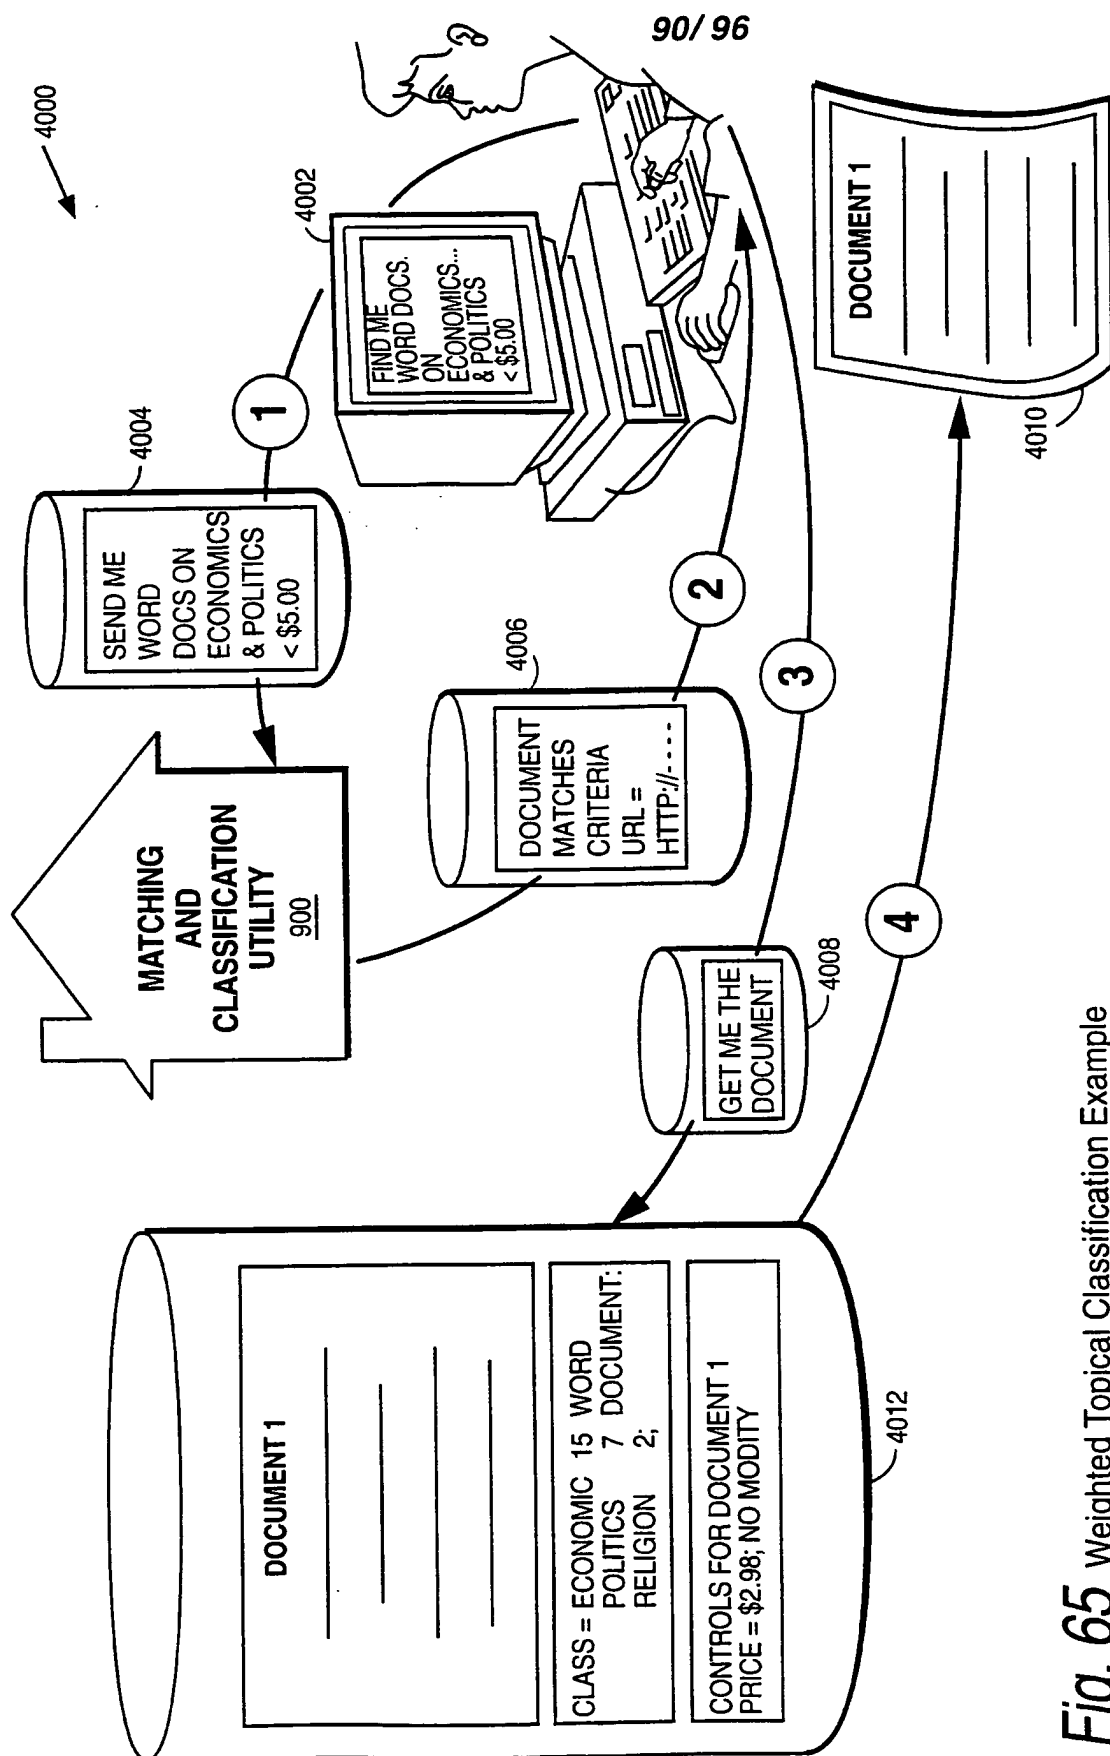 90/96
4000
4002
FIND ME
WORD DOCS.
ON
ECONOMICS...
& POLITICS
< $5.00
1
4004
SEND ME
WORD
DOCS ON
ECONOMICS
& POLITICS
< $5.00
MATCHING
AND
CLASSIFICATION
UTILITY
900
4006
DOCUMENT
MATCHES
CRITERIA
URL =
HTTP://----
2
3
4008
GET ME THE
DOCUMENT
4
DOCUMENT 1
4010
DOCUMENT 1
CLASS = ECONOMIC 15 WORD
POLITICS 7 DOCUMENT:
RELIGION 2;
CONTROLS FOR DOCUMENT 1
PRICE = $2.98; NO MODITY
4012
Fig. 65 Weighted Topical Classification Example